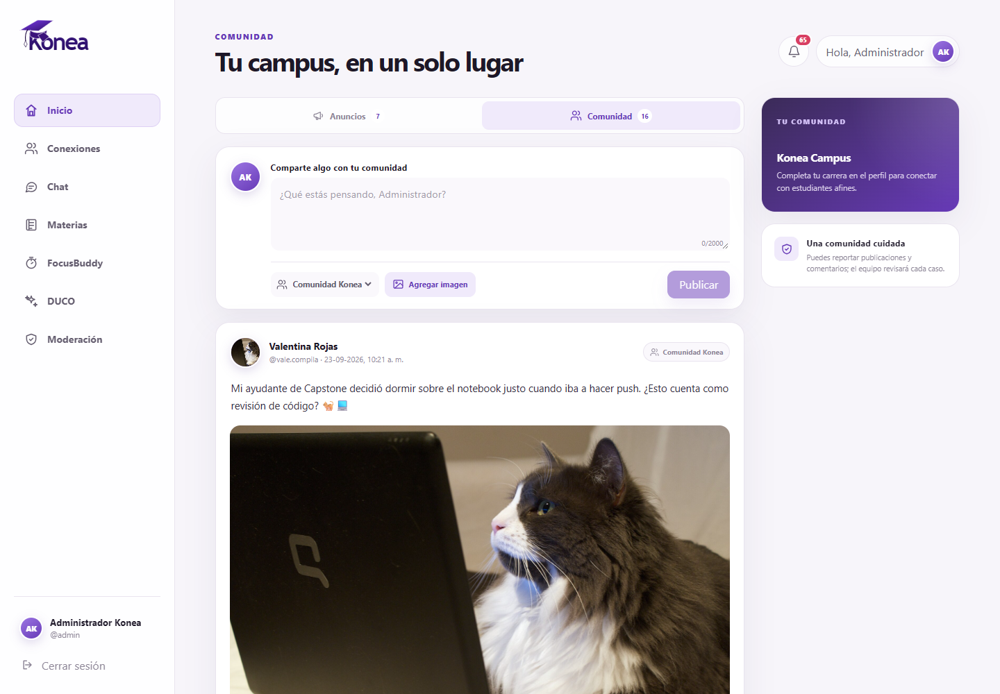 Konea
Inicio
Conexiones
Chat
Materias
FocusBuddy
DUCO
Moderación
AK
Administrador Konea
@admin
Cerrar sesión
COMUNIDAD
Tu campus, en un solo lugar
65
Hola, Administrador
AK
Anuncios 7
Comunidad 16
AK
Comparte algo con tu comunidad
¿Qué estás pensando, Administrador?
0/2000
Comunidad Konea
Agregar imagen
Publicar
Valentina Rojas
@vale.compila · 23-09-2026, 10:21 a. m.
Comunidad Konea
Mi ayudante de Capstone decidió dormir sobre el notebook justo cuando iba a hacer push. ¿Esto cuenta como
revisión de código? 🐈 💻
TU COMUNIDAD
Konea Campus
Completa tu carrera en el perfil para conectar
con estudiantes afines.
Una comunidad cuidada
Puedes reportar publicaciones y
comentarios; el equipo revisará cada caso.